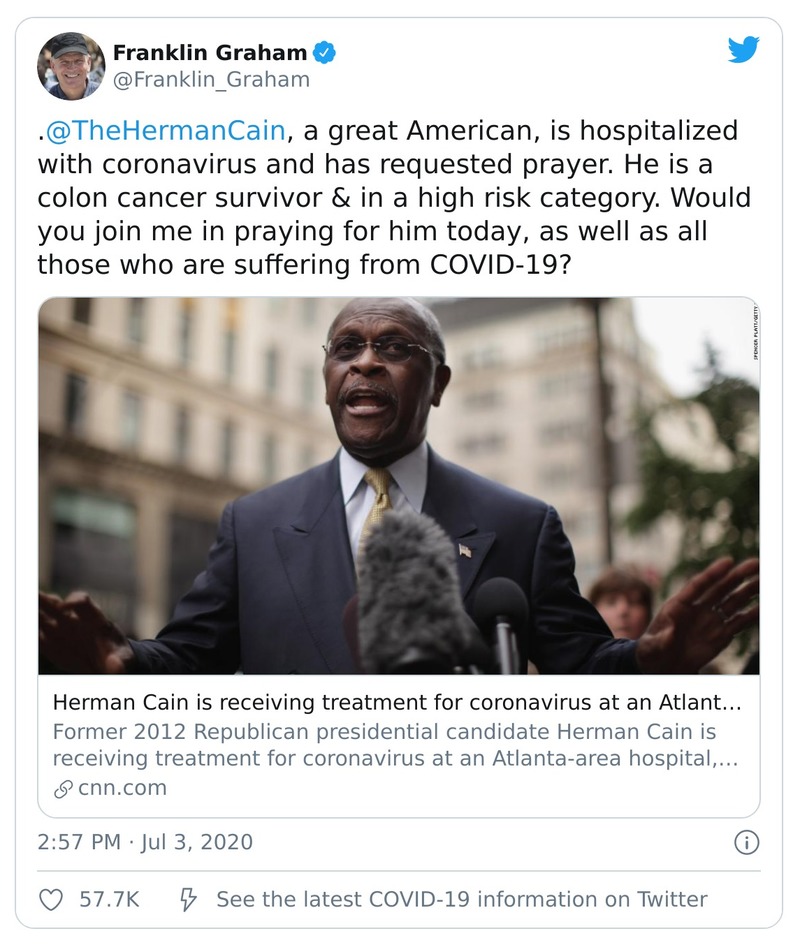 Franklin Graham
@Franklin_Graham
.@TheHermanCain, a great American, is hospitalized
with coronavirus and has requested prayer. He is a
colon cancer survivor & in a high risk category. Would
you join me in praying for him today, as well as all
those who are suffering from COVID-19?
SPENCER PLATT/GETTY
Herman Cain is receiving treatment for coronavirus at an Atlant...
Former 2012 Republican presidential candidate Herman Cain is
receiving treatment for coronavirus at an Atlanta-area hospital,...
cnn.com
2:57 PM · Jul 3, 2020
57.7K See the latest COVID-19 information on Twitter